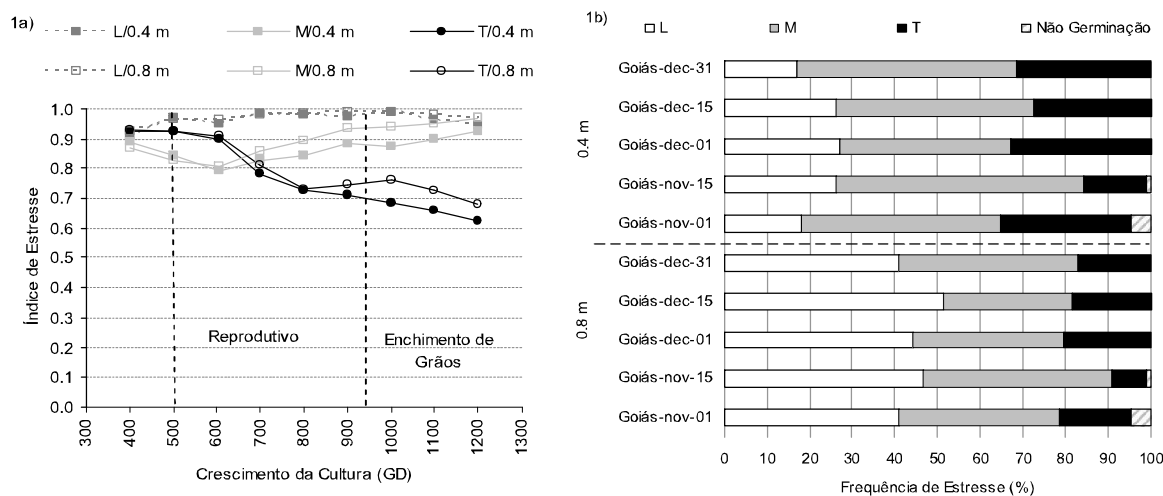 1a)
L/0.4 m M/0.4 m T/0.4 m
L/0.8 m M/0.8 m T/0.8 m
Índice de Estresse
1.0
0.9
0.8
0.7
0.6
0.5
0.4
0.3
0.2
0.1
0.0
Reprodutivo
Enchimento de
Grãos
300 400 500 600 700 800 900 1000 1100 1200 1300
Crescimento da Cultura (GD)
1b)
L M T Não Germinação
0.4 m
Goiás-dec-31
Goiás-dec-15
Goiás-dec-01
Goiás-nov-15
Goiás-nov-01
0.8 m
Goiás-dec-31
Goiás-dec-15
Goiás-dec-01
Goiás-nov-15
Goiás-nov-01
0 10 20 30 40 50 60 70 80 90 100
Frequência de Estresse (%)